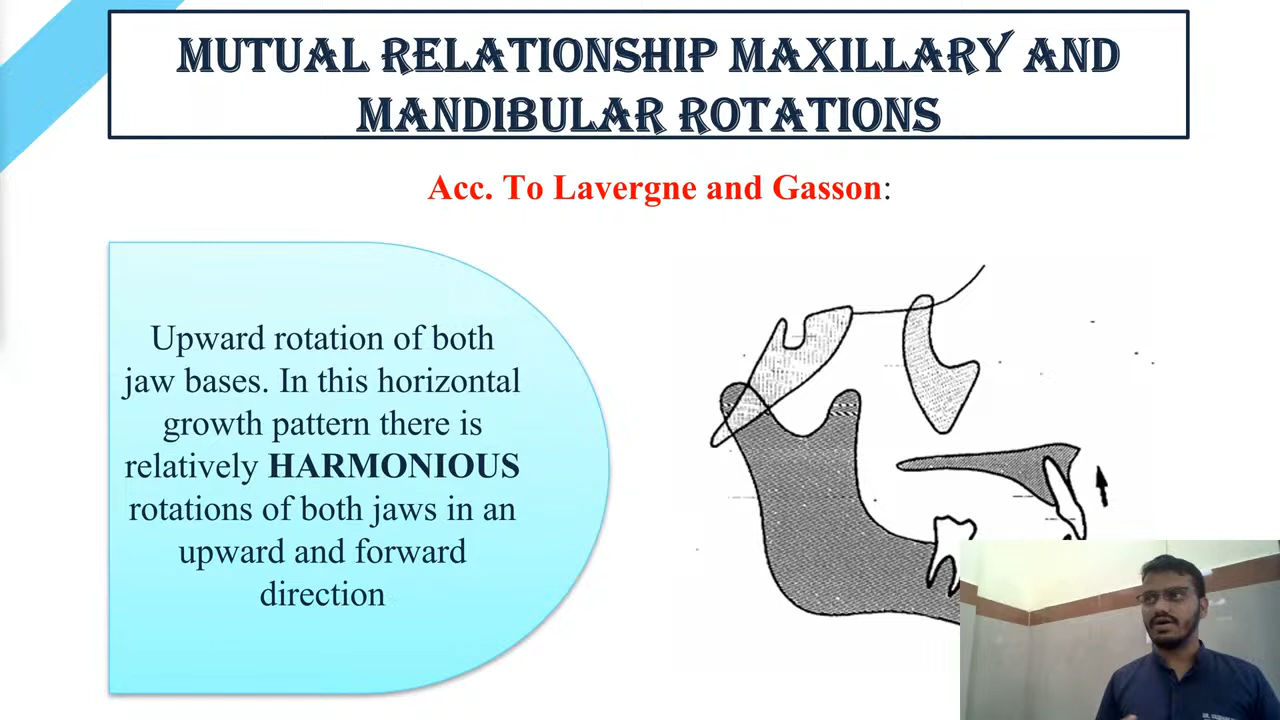 MUTUAL RELATIONSHIP MAXILLARY AND
MANDIBULAR ROTATIONS
Acc. To Lavergne and Gasson:
Upward rotation of both
jaw bases. In this horizontal
growth pattern there is
relatively HARMONIOUS
rotations of both jaws in an
upward and forward
direction